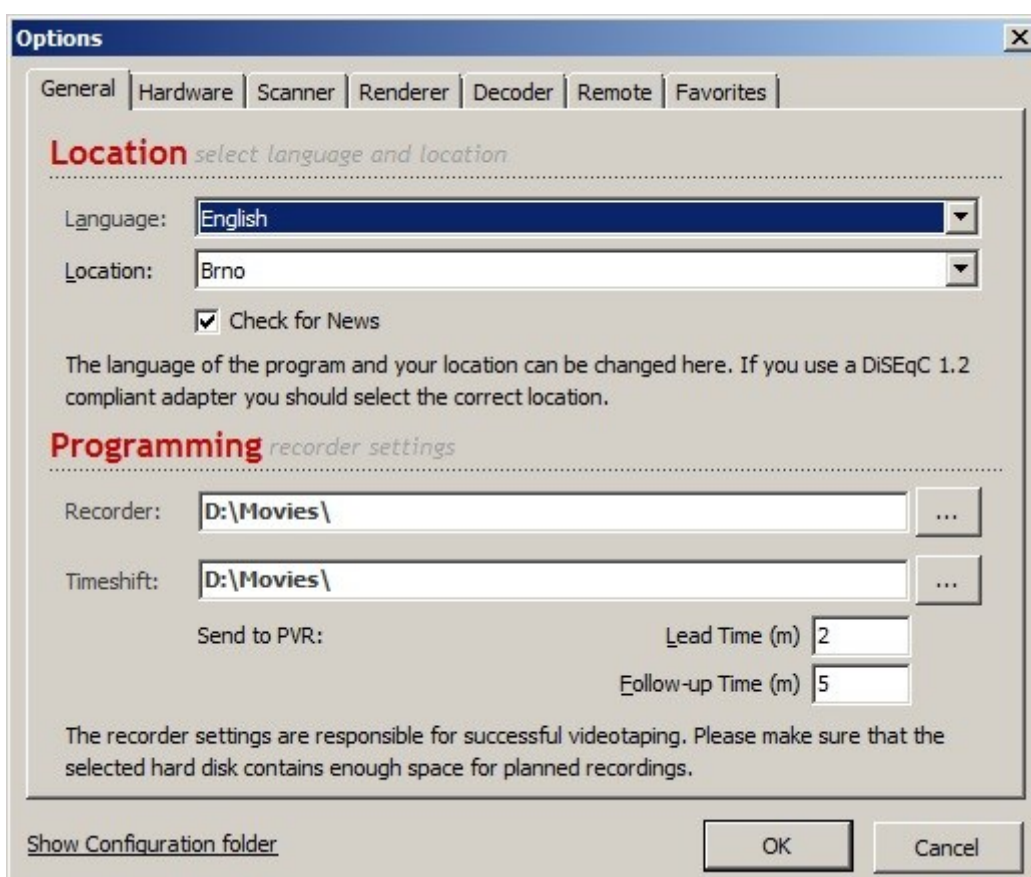 Options
General Hardware Scanner Renderer Decoder Remote Favorites
Location select language and location
Language: English
Location: Brno
Check for News
The language of the program and your location can be changed here. If you use a DiSEqC 1.2
compliant adapter you should select the correct location.
Programming recorder settings
Recorder: D:\Movies\ ...
Timeshift: D:\Movies\ ...
Send to PVR: Lead Time (m) 2
Follow-up Time (m) 5
The recorder settings are responsible for successful videotaping. Please make sure that the
selected hard disk contains enough space for planned recordings.
Show Configuration folder OK Cancel